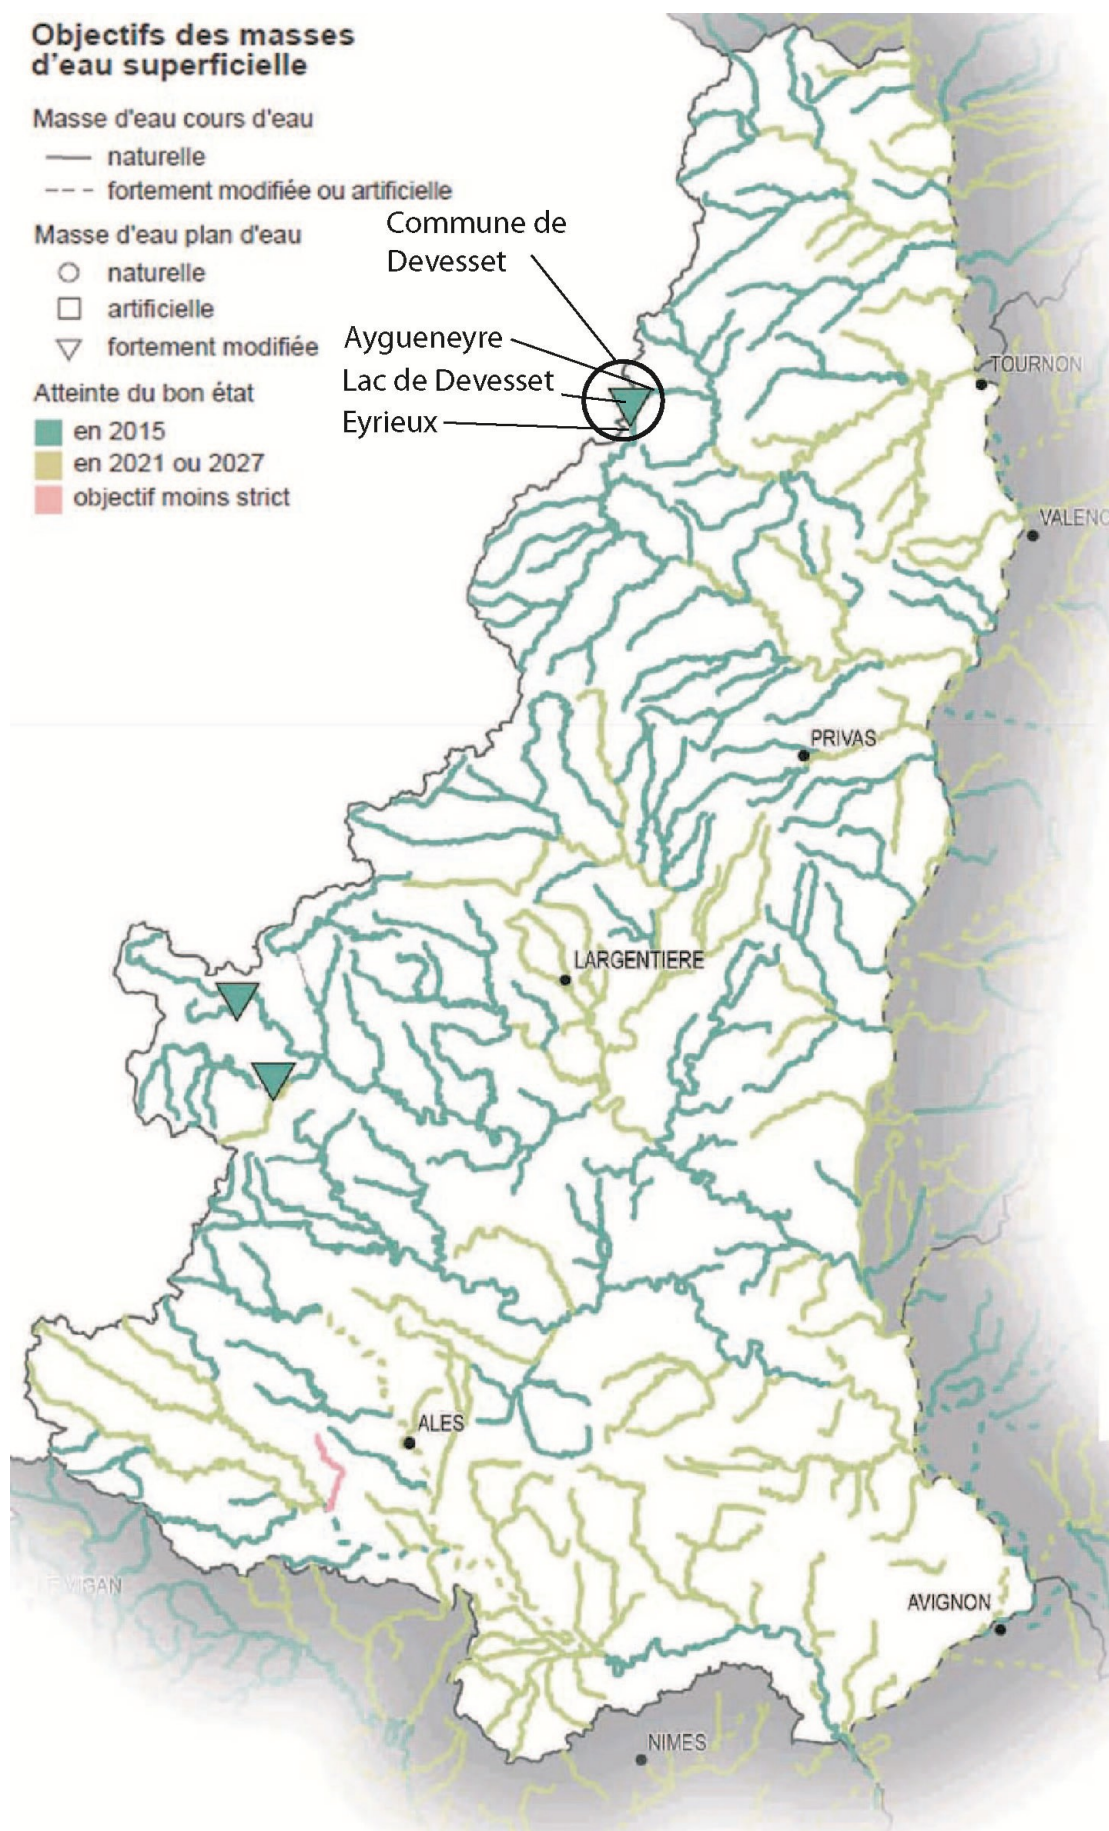 Objectifs des masses
d'eau superficielle
Masse d'eau cours d'eau
naturelle
fortement modifiée ou artificielle
Masse d'eau plan d'eau
naturelle
artificielle
fortement modifiée
Atteinte du bon état
en 2015
en 2021 ou 2027
objectif moins strict
Commune de
Devesset
Aygueneyre
Lac de Devesset
Eyrieux
TOURNON
VALENC
PRIVAS
LARGENTIERE
ALES
VIGAN
AVIGNON
NIMES